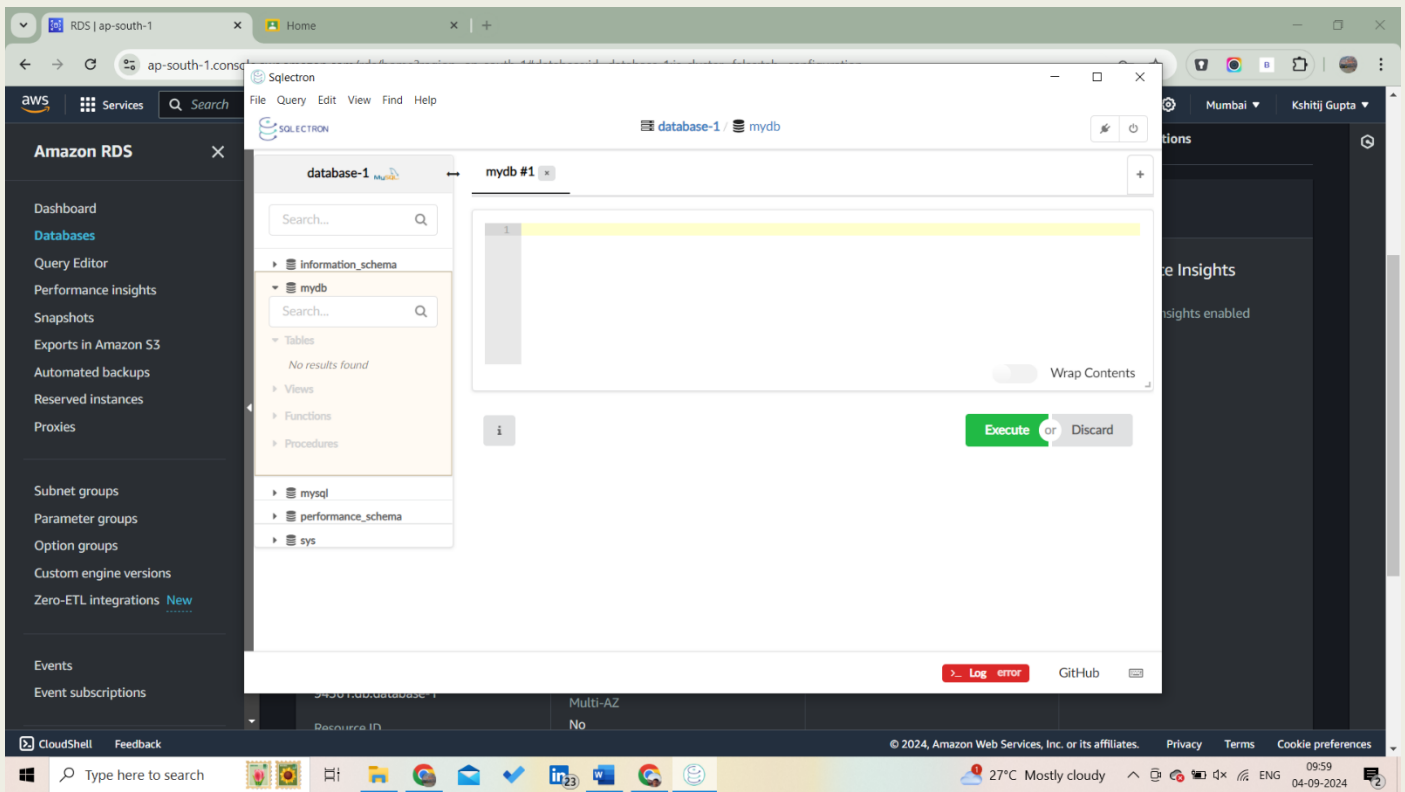 RDS | ap-south-1
Home
ap-south-1.cons
Sqlectron
File Query Edit View Find Help
SQLECTRON
database-1 / mydb
aws
Services
Search
Mumbai
Kshitij Gupta
tions
Amazon RDS
Dashboard
Databases
Query Editor
Performance insights
Snapshots
Exports in Amazon S3
Automated backups
Reserved instances
Proxies
Subnet groups
Parameter groups
Option groups
Custom engine versions
Zero-ETL integrations New
Events
Event subscriptions
database-1
MySQL
mydb #1
Search...
information_schema
mydb
Search...
Tables
No results found
Views
Functions
Procedures
mysql
performance_schema
sys
1
Wrap Contents
i
Execute or Discard
>_ Log error
GitHub
e Insights
nsights enabled
Multi-AZ
No
Resource ID
CloudShell Feedback
© 2024, Amazon Web Services, Inc. or its affiliates. Privacy Terms Cookie preferences
Type here to search
23
27°C Mostly cloudy
ENG
09:59
04-09-2024
2